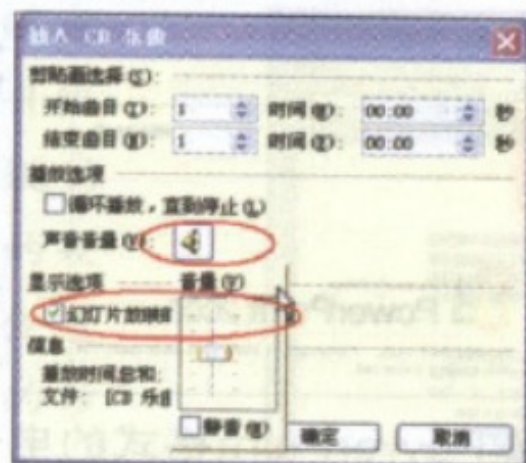 插入 CD 乐曲
剪贴画选择(S):
开始曲目(T): 1 时间(M): 00:00 秒
结束曲目(D): 1 时间(E): 00:00 秒
播放选项
循环播放，直到停止(L)
声音音量(V):
显示选项 音量(V)
幻灯片放映
信息
播放时间总和:
文件: [CD 乐曲
静音(M)
确定 取消